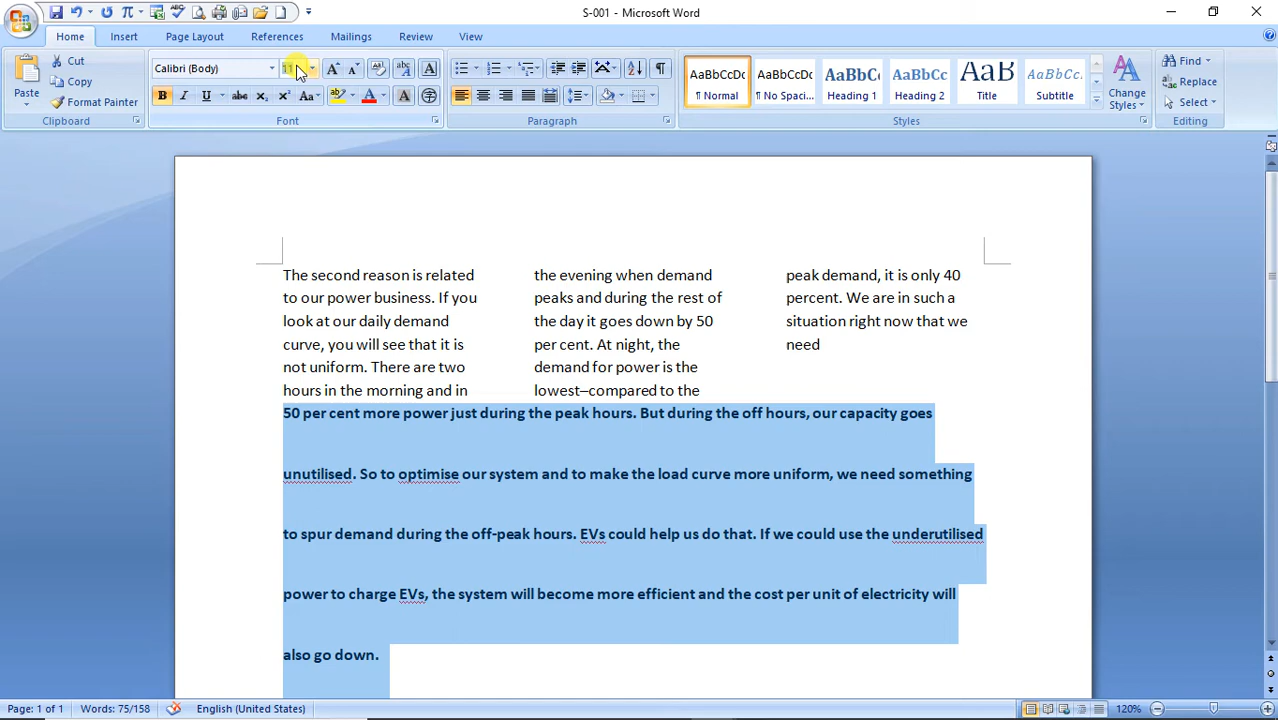 S-001 - Microsoft Word
Home Insert Page Layout References Mailings Review View
Paste
Cut
Copy
Format Painter
Clipboard
Calibri (Body) 11
Font
Paragraph
AaBbCcDc AaBbCcDc AaBbCc AaBbCc AaB AaBbCc
¶ Normal ¶ No Spaci... Heading 1 Heading 2 Title Subtitle
Styles
Change Styles
Find
Replace
Select
Editing
The second reason is related
to our power business. If you
look at our daily demand
curve, you will see that it is
not uniform. There are two
hours in the morning and in
the evening when demand
peaks and during the rest of
the day it goes down by 50
per cent. At night, the
demand for power is the
lowest–compared to the
peak demand, it is only 40
percent. We are in such a
situation right now that we
need
50 per cent more power just during the peak hours. But during the off hours, our capacity goes
unutilised. So to optimise our system and to make the load curve more uniform, we need something
to spur demand during the off-peak hours. EVs could help us do that. If we could use the underutilised
power to charge EVs, the system will become more efficient and the cost per unit of electricity will
also go down.
Page: 1 of 1 Words: 75/158 English (United States) 120%